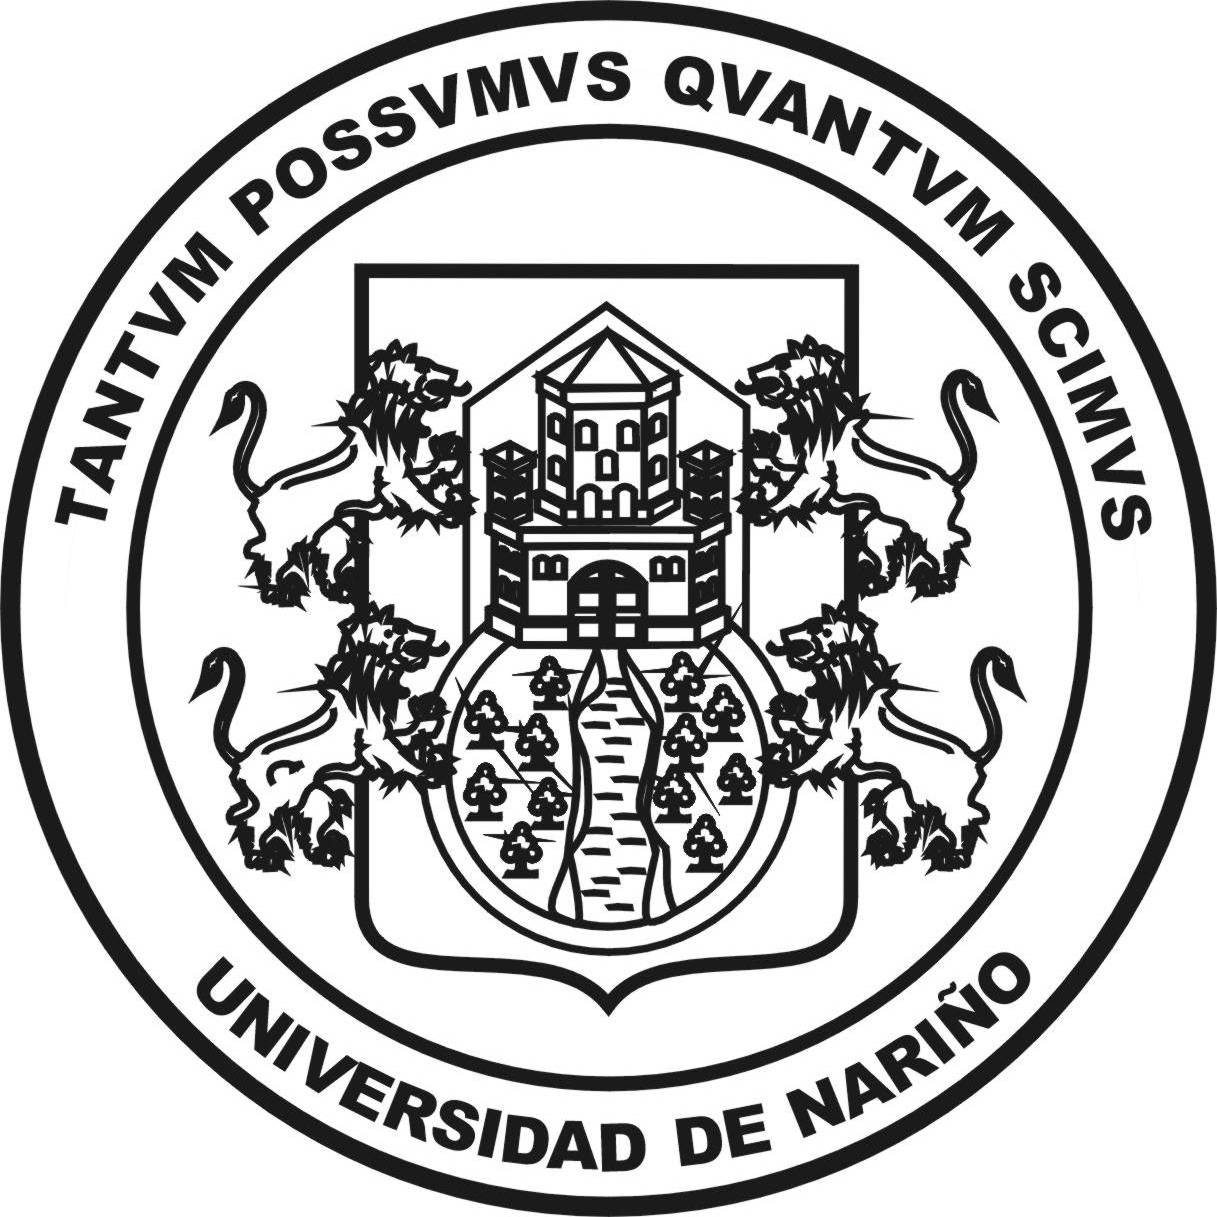 TANTVM POSSVMVS QVANTVM SCIMVS
UNIVERSIDAD DE NARIÑO